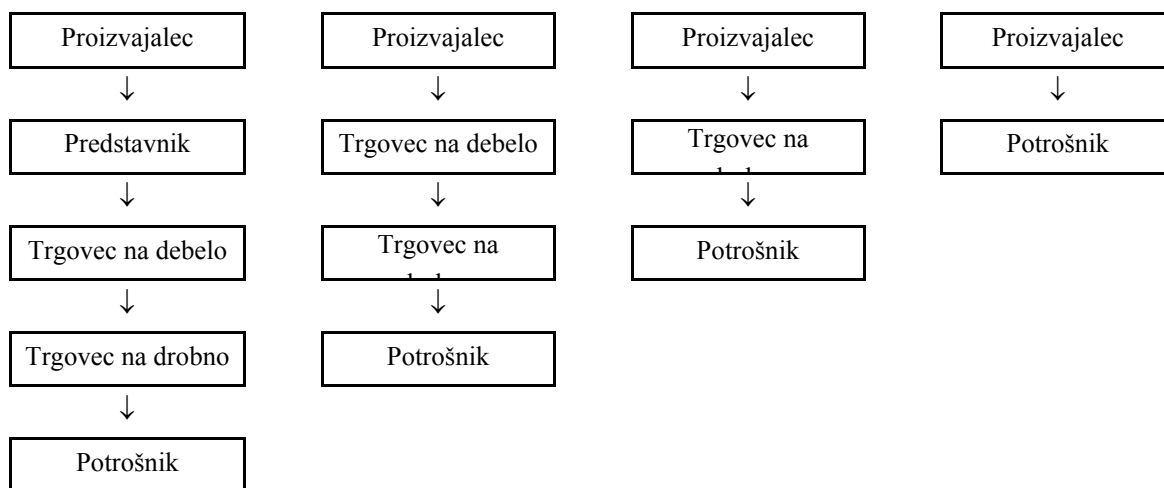 Proizvajalec
↓
Predstavnik
↓
Trgovec na debelo
↓
Trgovec na drobno
↓
Potrošnik
Proizvajalec
↓
Trgovec na debelo
↓
Trgovec na
↓
Potrošnik
Proizvajalec
↓
Trgovec na
↓
Potrošnik
Proizvajalec
↓
Potrošnik